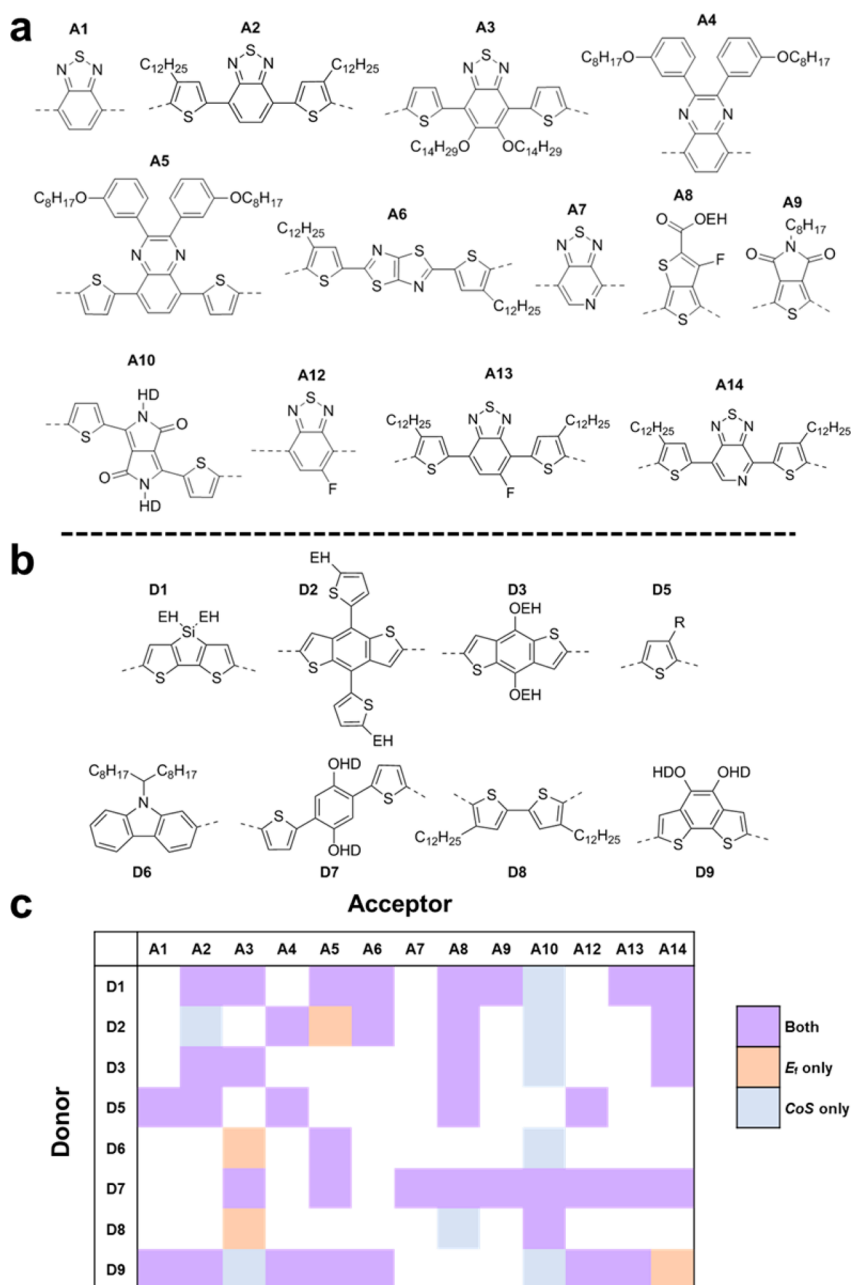 a
A1
A2
A3
A4
N S N
C12H25 N S N C12H25
S S
N S N
S S
C14H29O OC14H29
C8H17O OC8H17
N N
A5
A6
A7
A8
A9
C8H17O OC8H17
N N
S S
C12H25
N S
S S
S N
C12H25
N S N
N
O OEH
S F
S
C8H17
O N O
S
A10
A12
A13
A14
HD
N O
S S
O N
HD
N S N
F
C12H25 N S N C12H25
S S
F
C12H25 N S N C12H25
S N S
b
D1
D2
D3
D5
EH EH
Si
S S
EH
S
S
S
S
EH
OEH
S
S
OEH
R
S
C8H17 C8H17
N
OHD
S
S
OHD
S S
C12H25 C12H25
HDO OHD
S S
D6
D7
D8
D9
c
Acceptor
A1 A2 A3 A4 A5 A6 A7 A8 A9 A10 A12 A13 A14
D1
D2
D3
D5
D6
D7
D8
D9
Donor
Both
Ef only
CoS only